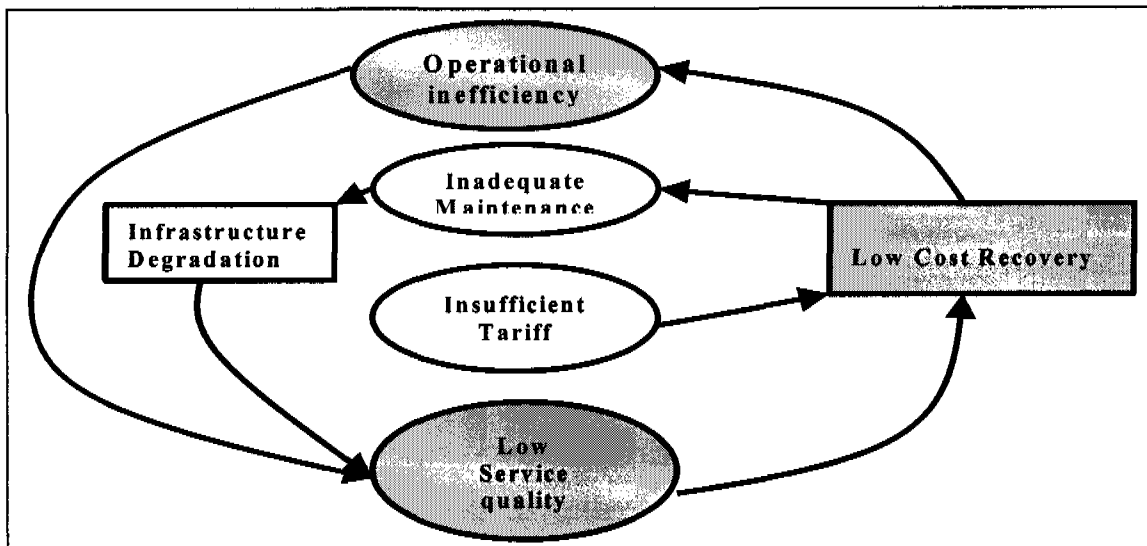 Operational
inefficiency
Inadequate
Maintenance
Infrastructure
Degradation
Low Cost Recovery
Insufficient
Tariff
Low
Service
quality